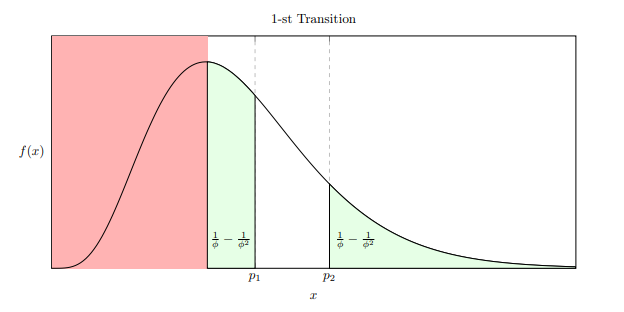 1-st Transition
f(x)
1/ϕ − 1/ϕ²
1/ϕ − 1/ϕ²
p₁
p₂
x